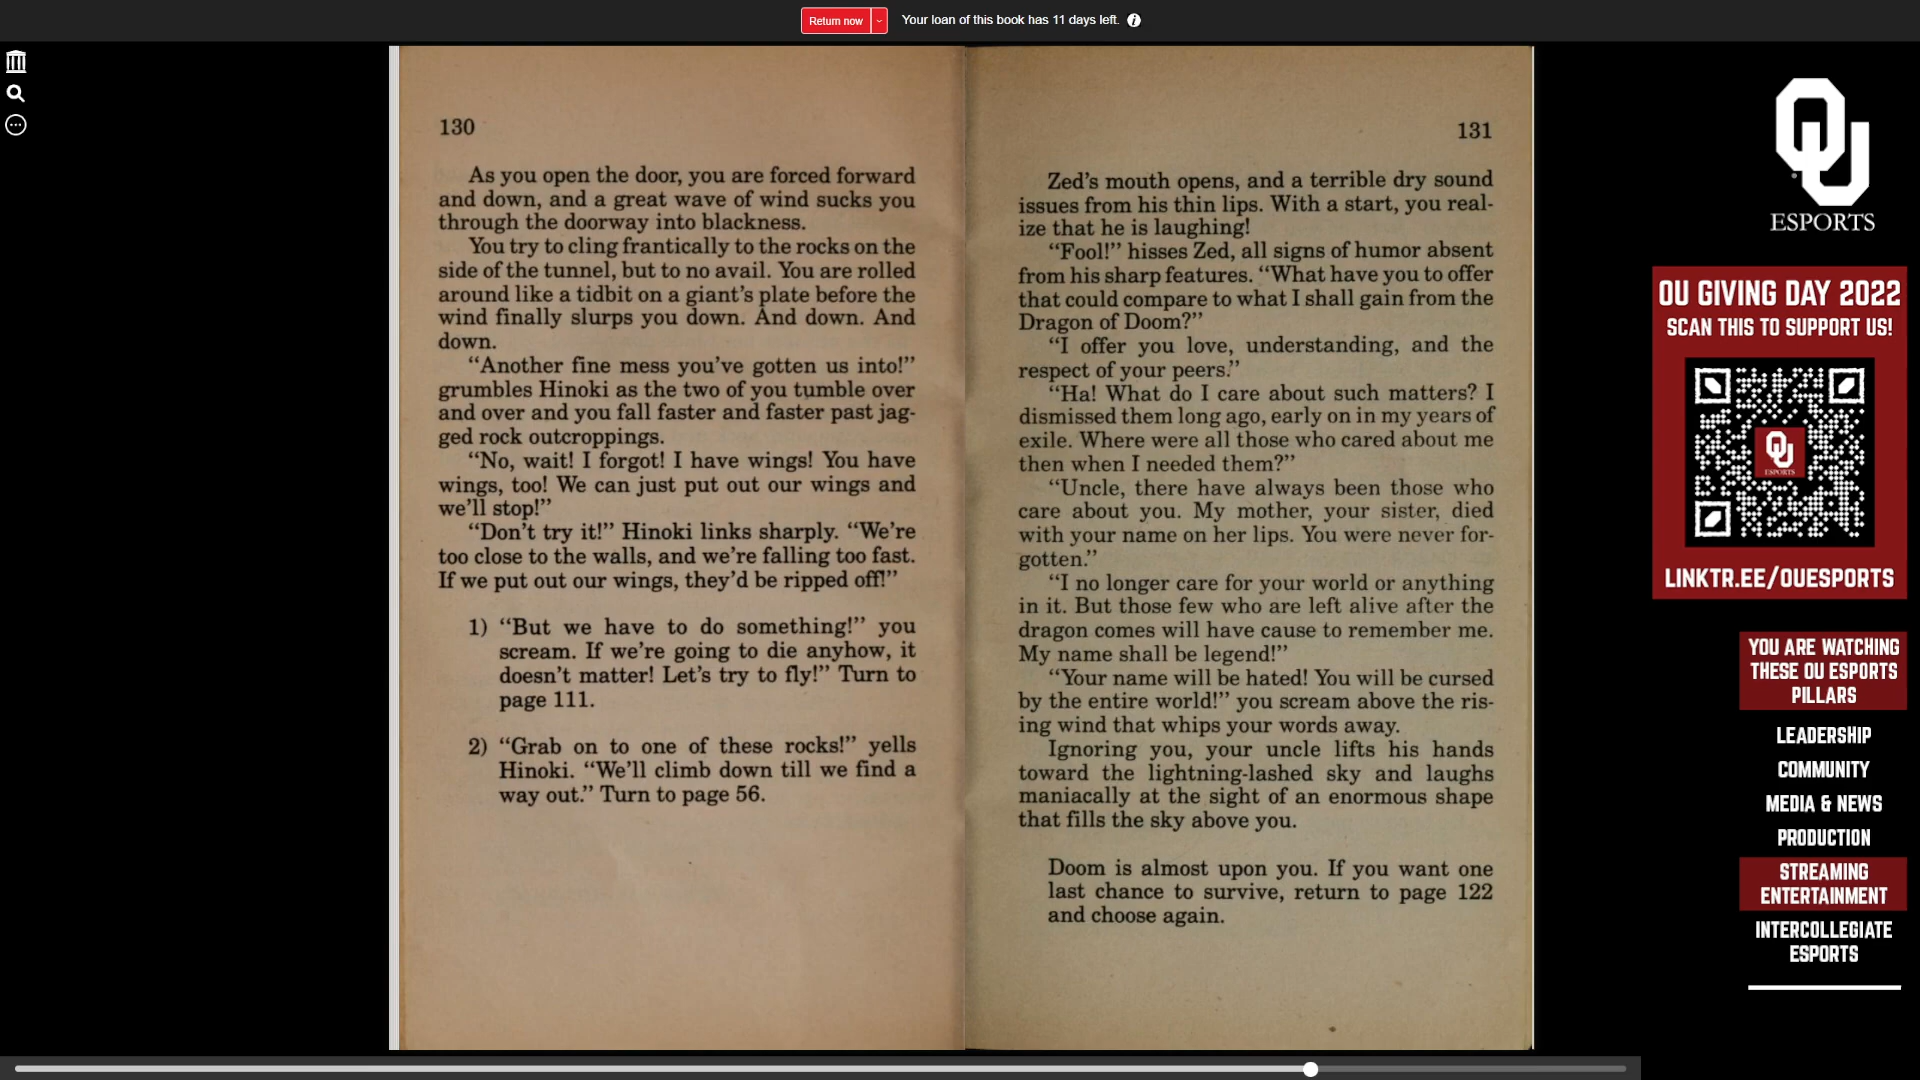 Return now
Your loan of this book has 11 days left.
130
As you open the door, you are forced forward
and down, and a great wave of wind sucks you
through the doorway into blackness.
You try to cling frantically to the rocks on the
side of the tunnel, but to no avail. You are rolled
around like a tidbit on a giant's plate before the
wind finally slurps you down. And down. And
down.
“Another fine mess you've gotten us into!”
grumbles Hinoki as the two of you tumble over
and over and you fall faster and faster past jag-
ged rock outcroppings.
“No, wait! I forgot! I have wings! You have
wings, too! We can just put out our wings and
we'll stop!”
“Don't try it!” Hinoki links sharply. “We're
too close to the walls, and we're falling too fast.
If we put out our wings, they'd be ripped off!”
1) “But we have to do something!” you
scream. If we're going to die anyhow, it
doesn't matter! Let's try to fly!” Turn to
page 111.
2) “Grab on to one of these rocks!” yells
Hinoki. “We'll climb down till we find a
way out.” Turn to page 56.
131
Zed's mouth opens, and a terrible dry sound
issues from his thin lips. With a start, you real-
ize that he is laughing!
“Fool!” hisses Zed, all signs of humor absent
from his sharp features. “What have you to offer
that could compare to what I shall gain from the
Dragon of Doom?”
“I offer you love, understanding, and the
respect of your peers.”
“Ha! What do I care about such matters? I
dismissed them long ago, early on in my years of
exile. Where were all those who cared about me
then when I needed them?”
“Uncle, there have always been those who
care about you. My mother, your sister, died
with your name on her lips. You were never for-
gotten.”
“I no longer care for your world or anything
in it. But those few who are left alive after the
dragon comes will have cause to remember me.
My name shall be legend!”
“Your name will be hated! You will be cursed
by the entire world!” you scream above the ris-
ing wind that whips your words away.
Ignoring you, your uncle lifts his hands
toward the lightning-lashed sky and laughs
maniacally at the sight of an enormous shape
that fills the sky above you.
Doom is almost upon you. If you want one
last chance to survive, return to page 122
and choose again.
OU
ESPORTS
OU GIVING DAY 2022
SCAN THIS TO SUPPORT US!
OU
ESPORTS
LINKTR.EE/OUESPORTS
YOU ARE WATCHING
THESE OU ESPORTS
PILLARS
LEADERSHIP
COMMUNITY
MEDIA & NEWS
PRODUCTION
STREAMING
ENTERTAINMENT
INTERCOLLEGIATE
ESPORTS